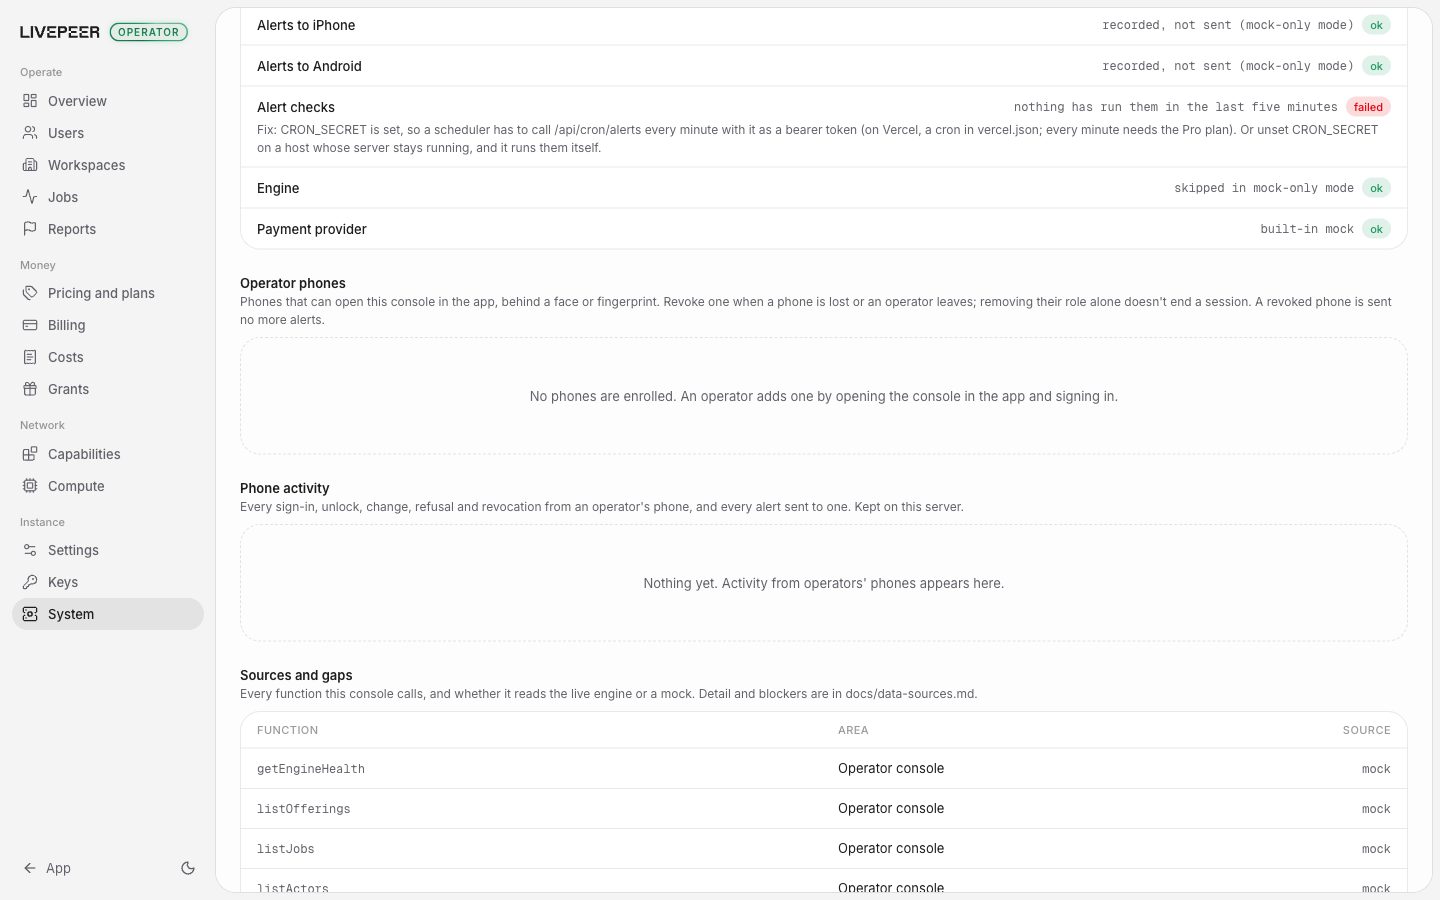 LIVEPEER OPERATOR
Operate
Overview
Users
Workspaces
Jobs
Reports
Money
Pricing and plans
Billing
Costs
Grants
Network
Capabilities
Compute
Instance
Settings
Keys
System
App
Alerts to iPhone recorded, not sent (mock-only mode) ok
Alerts to Android recorded, not sent (mock-only mode) ok
Alert checks nothing has run them in the last five minutes failed
Fix: CRON_SECRET is set, so a scheduler has to call /api/cron/alerts every minute with it as a bearer token (on Vercel, a cron in vercel.json; every minute needs the Pro plan). Or unset CRON_SECRET
on a host whose server stays running, and it runs them itself.
Engine skipped in mock-only mode ok
Payment provider built-in mock ok
Operator phones
Phones that can open this console in the app, behind a face or fingerprint. Revoke one when a phone is lost or an operator leaves; removing their role alone doesn't end a session. A revoked phone is sent
no more alerts.
No phones are enrolled. An operator adds one by opening the console in the app and signing in.
Phone activity
Every sign-in, unlock, change, refusal and revocation from an operator's phone, and every alert sent to one. Kept on this server.
Nothing yet. Activity from operators' phones appears here.
Sources and gaps
Every function this console calls, and whether it reads the live engine or a mock. Detail and blockers are in docs/data-sources.md.
FUNCTION AREA SOURCE
getEngineHealth Operator console mock
listOfferings Operator console mock
listJobs Operator console mock
listActors Operator console mock